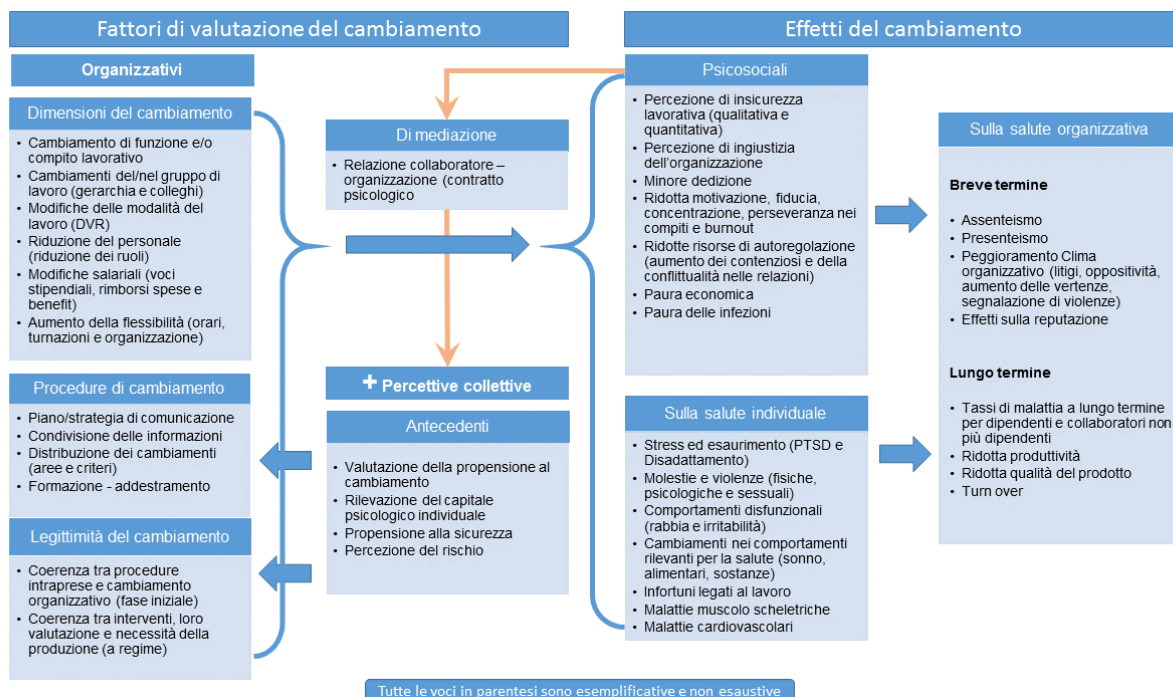 Fattori di valutazione del cambiamento
Organizzativi
Dimensioni del cambiamento
• Cambiamento di funzione e/o
compito lavorativo
• Cambiamenti del/nel gruppo di
lavoro (gerarchia e colleghi)
• Modifiche delle modalità del
lavoro (DVR)
• Riduzione del personale
(riduzione dei ruoli)
• Modifiche salariali (voci
stipendiali, rimborsi spese e
benefit)
• Aumento della flessibilità (orari,
turnazioni e organizzazione)
Procedure di cambiamento
• Piano/strategia di comunicazione
• Condivisione delle informazioni
• Distribuzione dei cambiamenti
(aree e criteri)
• Formazione - addestramento
Legittimità del cambiamento
• Coerenza tra procedure
intraprese e cambiamento
organizzativo (fase iniziale)
• Coerenza tra interventi, loro
valutazione e necessità della
produzione (a regime)
Di mediazione
• Relazione collaboratore –
organizzazione (contratto
psicologico
+ Percettive collettive
Antecedenti
• Valutazione della propensione al
cambiamento
• Rilevazione del capitale
psicologico individuale
• Propensione alla sicurezza
• Percezione del rischio
Effetti del cambiamento
Psicosociali
• Percezione di insicurezza
lavorativa (qualitativa e
quantitativa)
• Percezione di ingiustizia
dell'organizzazione
• Minore dedizione
• Ridotta motivazione, fiducia,
concentrazione, perseveranza nei
compiti e burnout
• Ridotte risorse di autoregolazione
(aumento dei contenziosi e della
conflittualità nelle relazioni)
• Paura economica
• Paura delle infezioni
Sulla salute individuale
• Stress ed esaurimento (PTSD e
Disadattamento)
• Molestie e violenze (fisiche,
psicologiche e sessuali)
• Comportamenti disfunzionali
(rabbia e irritabilità)
• Cambiamenti nei comportamenti
rilevanti per la salute (sonno,
alimentari, sostanze)
• Infortuni legati al lavoro
• Malattie muscolo scheletriche
• Malattie cardiovascolari
Sulla salute organizzativa
Breve termine
• Assenteismo
• Presenteismo
• Peggioramento Clima
organizzativo (litigi, oppositività,
aumento delle vertenze,
segnalazione di violenze)
• Effetti sulla reputazione
Lungo termine
• Tassi di malattia a lungo termine
per dipendenti e collaboratori non
più dipendenti
• Ridotta produttività
• Ridotta qualità del prodotto
• Turn over
Tutte le voci in parentesi sono esemplificative e non esaustive